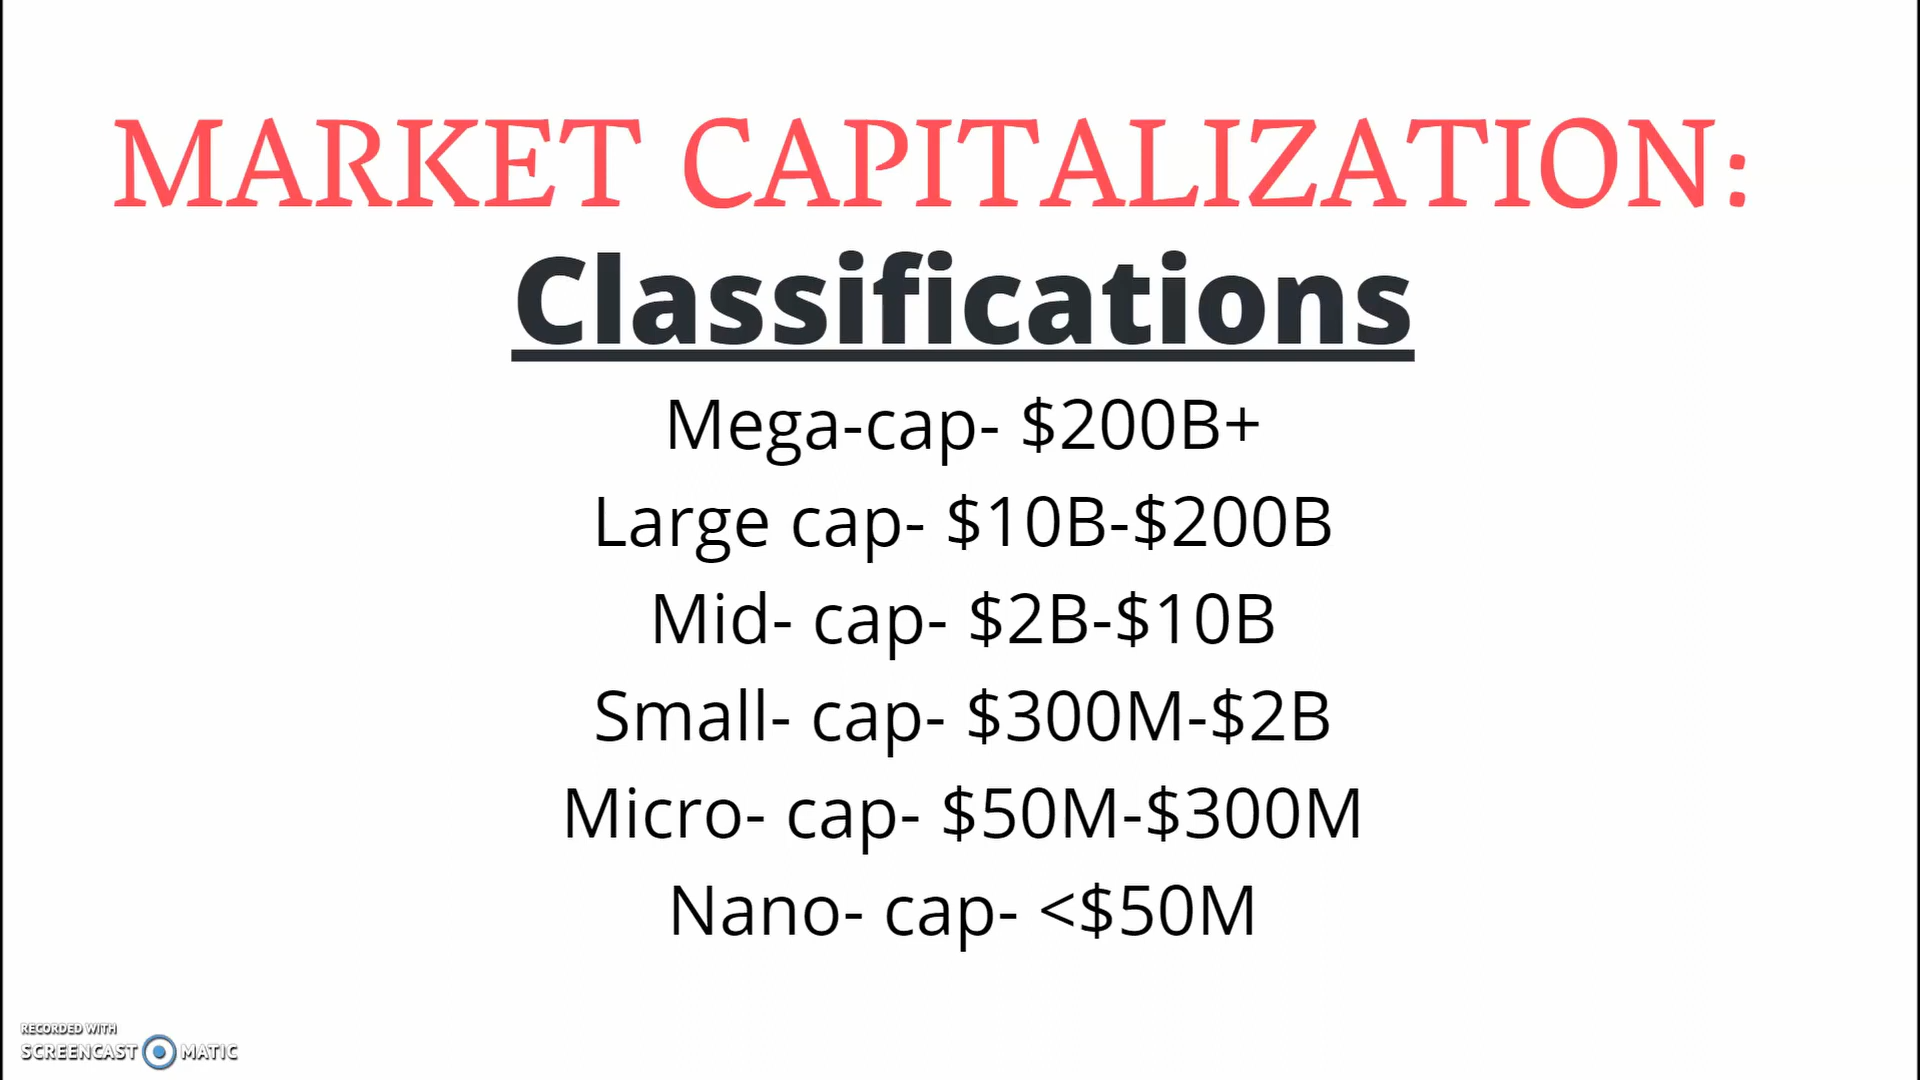 MARKET CAPITALIZATION:
Classifications
Mega-cap- $200B+
Large cap- $10B-$200B
Mid- cap- $2B-$10B
Small- cap- $300M-$2B
Micro- cap- $50M-$300M
Nano- cap- <$50M
RECORDED WITH
SCREENCAST MATIC